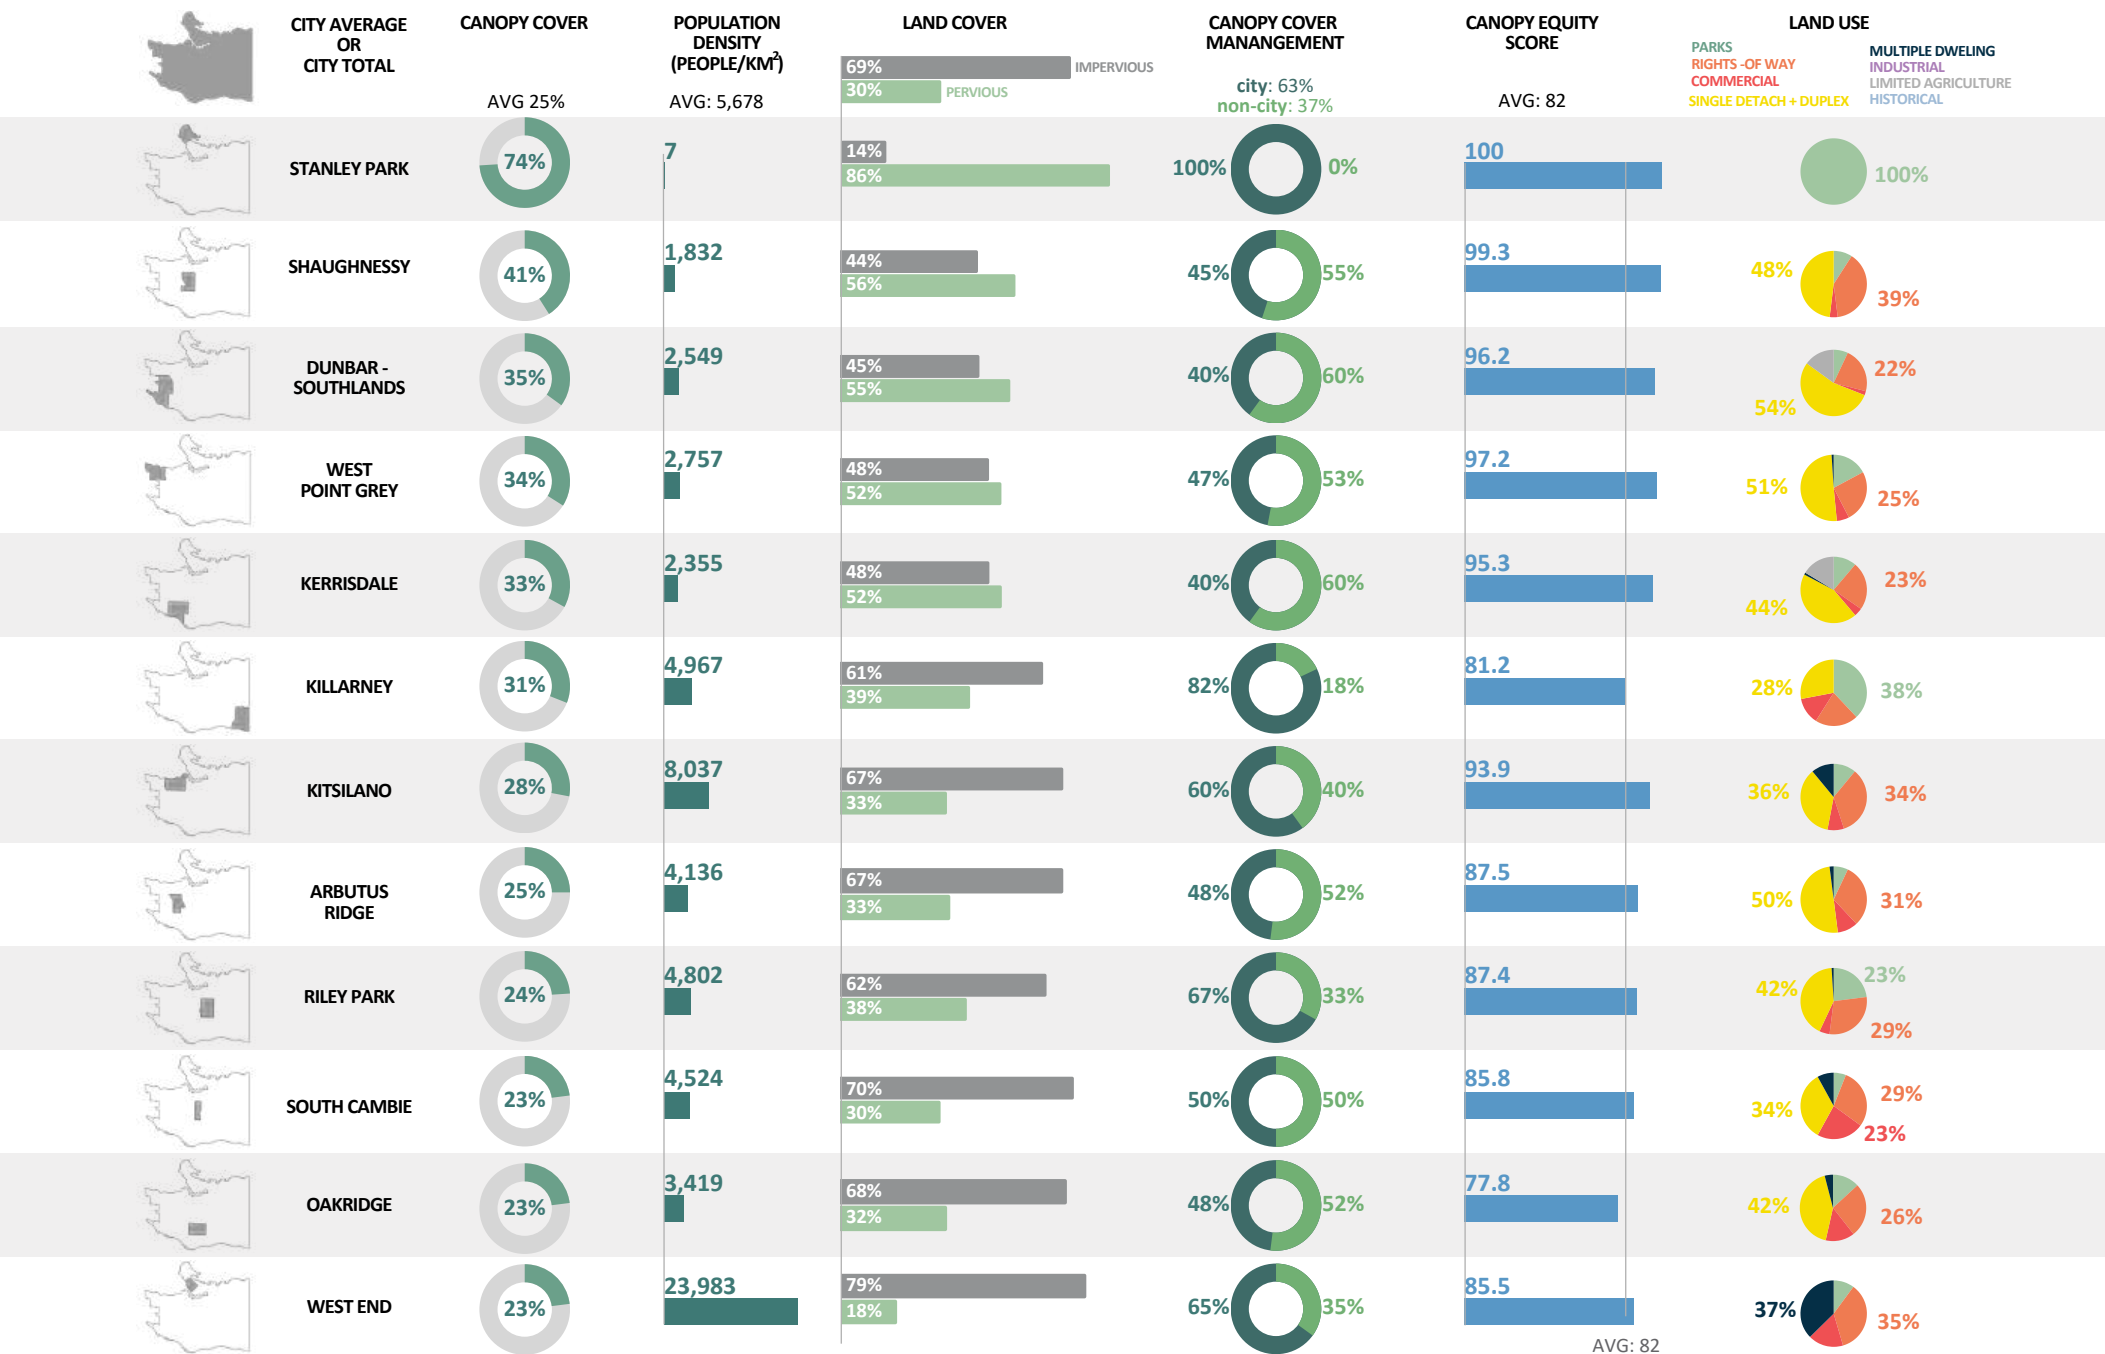 CITY AVERAGE
OR
CITY TOTAL
CANOPY COVER
AVG 25%
POPULATION
DENSITY
(PEOPLE/KM²)
AVG: 5,678
LAND COVER
69% IMPERVIOUS
30% PERVIOUS
CANOPY COVER
MANANGEMENT
city: 63%
non-city: 37%
CANOPY EQUITY
SCORE
AVG: 82
LAND USE
PARKS
RIGHTS -OF WAY
COMMERCIAL
SINGLE DETACH + DUPLEX
MULTIPLE DWELING
INDUSTRIAL
LIMITED AGRICULTURE
HISTORICAL
STANLEY PARK
74%
7
14%
86%
100%
0%
100
100%
SHAUGHNESSY
41%
1,832
44%
56%
45%
55%
99.3
48%
39%
DUNBAR -
SOUTHLANDS
35%
2,549
45%
55%
40%
60%
96.2
22%
54%
WEST
POINT GREY
34%
2,757
48%
52%
47%
53%
97.2
51%
25%
KERRISDALE
33%
2,355
48%
52%
40%
60%
95.3
23%
44%
KILLARNEY
31%
4,967
61%
39%
82%
18%
81.2
28%
38%
KITSILANO
28%
8,037
67%
33%
60%
40%
93.9
36%
34%
ARBUTUS
RIDGE
25%
4,136
67%
33%
48%
52%
87.5
50%
31%
RILEY PARK
24%
4,802
62%
38%
67%
33%
87.4
23%
42%
29%
SOUTH CAMBIE
23%
4,524
70%
30%
50%
50%
85.8
29%
34%
23%
OAKRIDGE
23%
3,419
68%
32%
48%
52%
77.8
42%
26%
WEST END
23%
23,983
79%
18%
65%
35%
85.5
37%
35%
AVG: 82